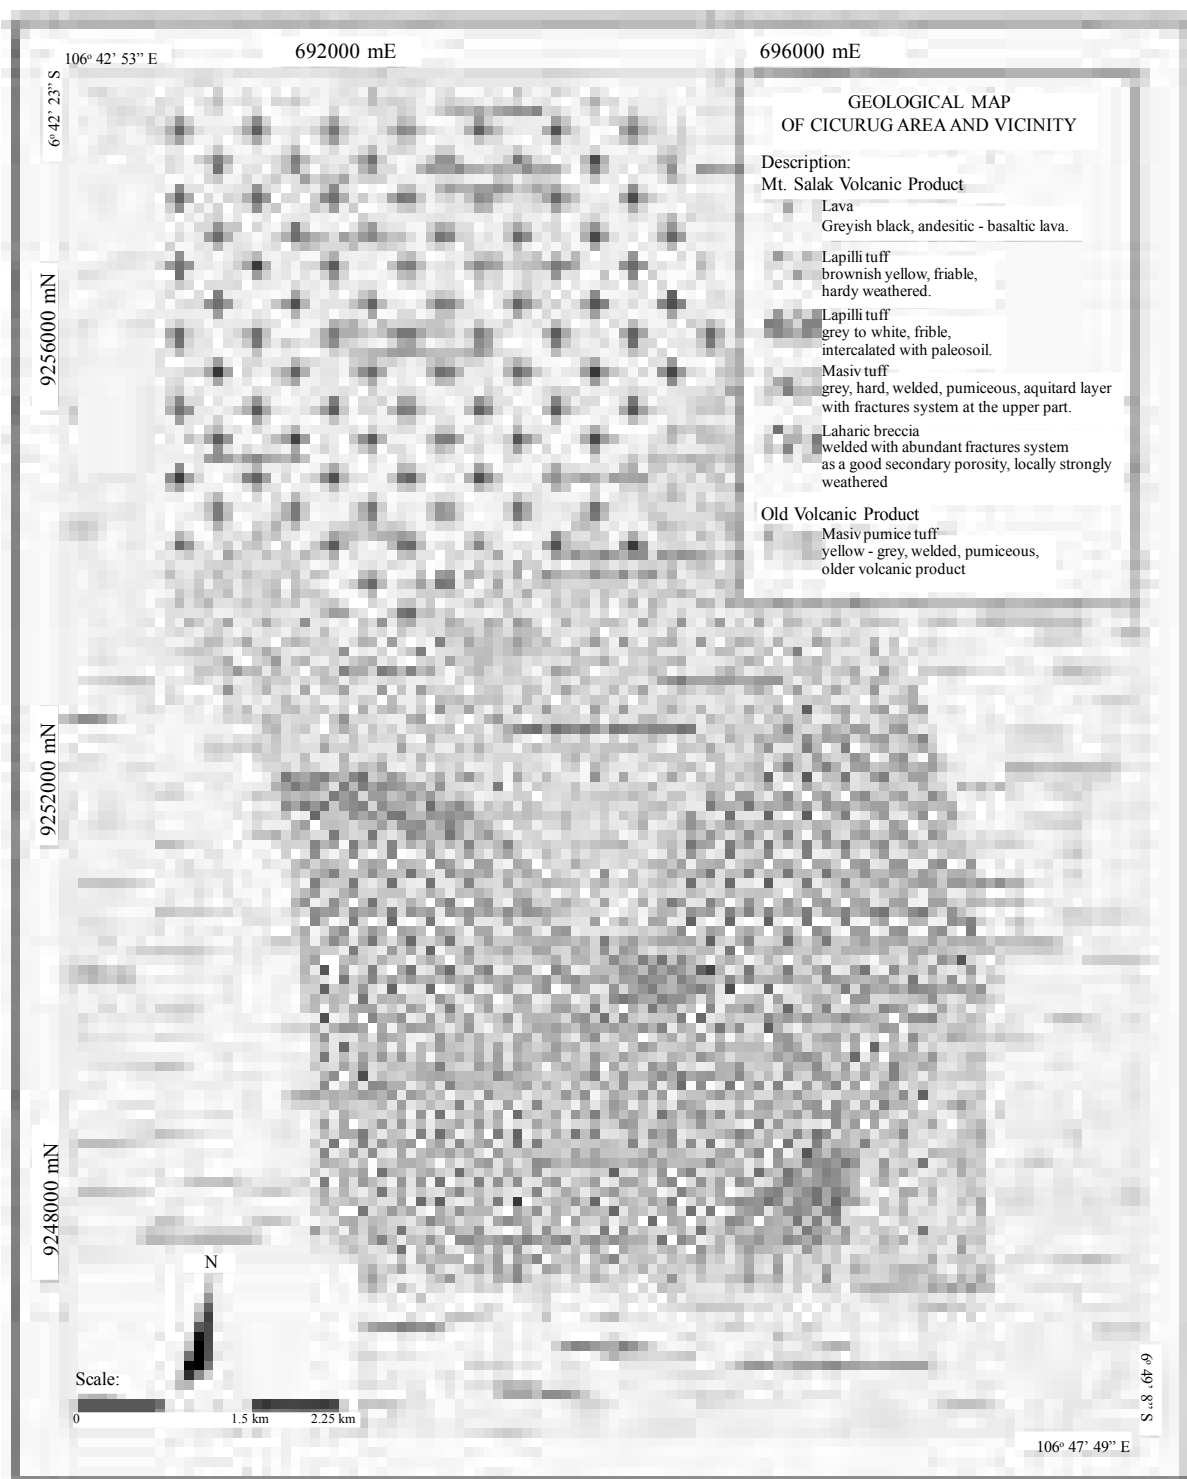 106º 42’ 53” E
692000 mE
696000 mE
6º 42’ 23” S
GEOLOGICAL MAP
OF CICURUG AREA AND VICINITY
Description:
Mt. Salak Volcanic Product
Lava
Greyish black, andesitic - basaltic lava.
Lapilli tuff
brownish yellow, friable,
hardy weathered.
Lapilli tuff
grey to white, frible,
intercalated with paleosoil.
Masiv tuff
grey, hard, welded, pumiceous, aquitard layer
with fractures system at the upper part.
Laharic breccia
welded with abundant fractures system
as a good secondary porosity, locally strongly
weathered
Old Volcanic Product
Masiv pumice tuff
yellow - grey, welded, pumiceous,
older volcanic product
9256000 mN
9252000 mN
9248000 mN
N
Scale:
0
1.5 km
2.25 km
6º 49’ 8” S
106º 47’ 49” E